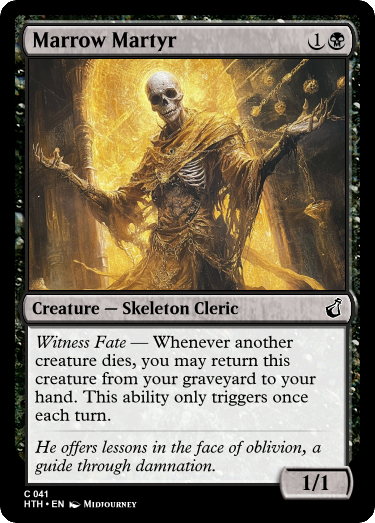 Marrow Martyr 1
Creature — Skeleton Cleric
Witness Fate — Whenever another
creature dies, you may return this
creature from your graveyard to your
hand. This ability only triggers once
each turn.
He offers lessons in the face of oblivion, a
guide through damnation.
1/1
C 041
HTH • EN Midjourney